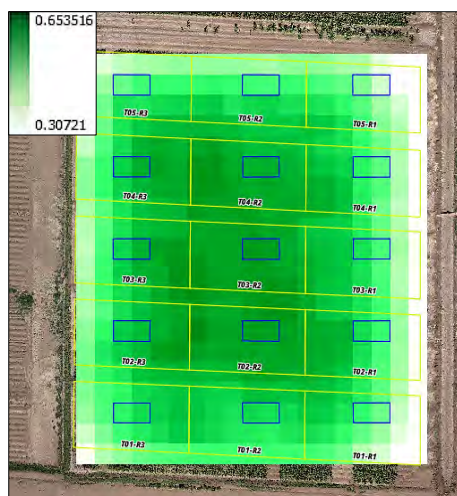 0.653516
0.30721
T05-R3
T05-R2
T05-R1
T04-R3
T04-R2
T04-R1
T03-R3
T03-R2
T03-R1
T02-R3
T02-R2
T02-R1
T01-R3
T01-R2
T01-R1